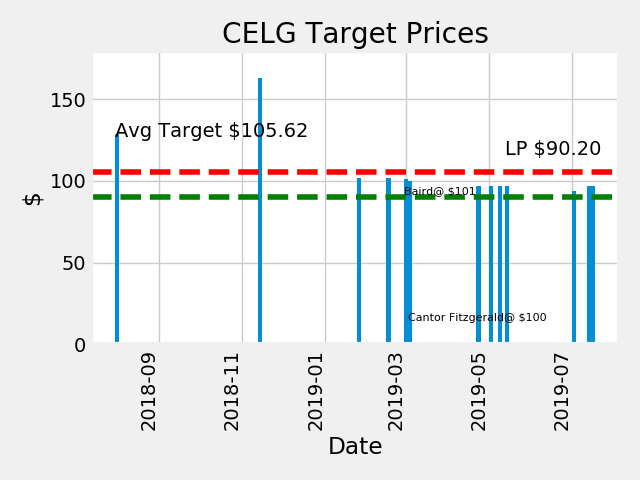 CELG Target Prices
150
Avg Target $105.62
LP $90.20
100
Baird@ $101
$
50
Cantor Fitzgerald@ $100
0
2018-09
2018-11
2019-01
2019-03
2019-05
2019-07
Date